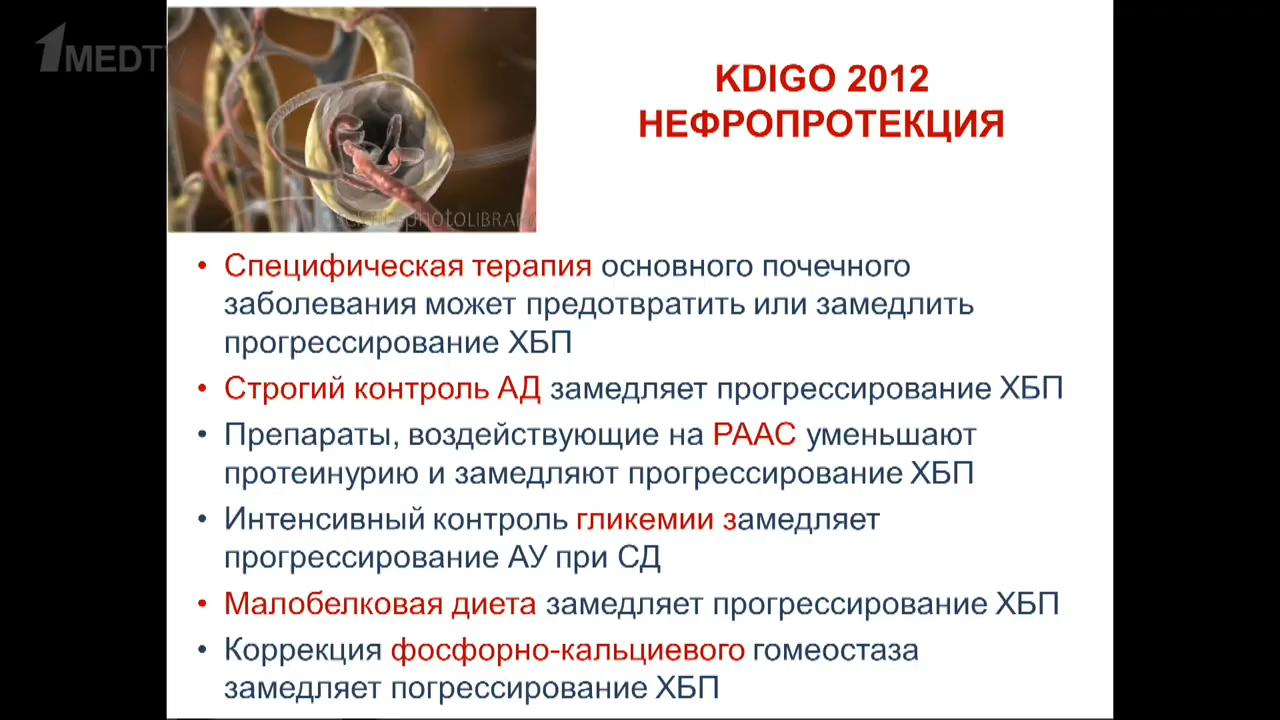 1MEDTV
KDIGO 2012
НЕФРОПРОТЕКЦИЯ
photoLIBRA
• Специфическая терапия основного почечного
заболевания может предотвратить или замедлить
прогрессирование ХБП
• Строгий контроль АД замедляет прогрессирование ХБП
• Препараты, воздействующие на РААС уменьшают
протеинурию и замедляют прогрессирование ХБП
• Интенсивный контроль гликемии замедляет
прогрессирование АУ при СД
• Малобелковая диета замедляет прогрессирование ХБП
• Коррекция фосфорно-кальциевого гомеостаза
замедляет погрессирование ХБП